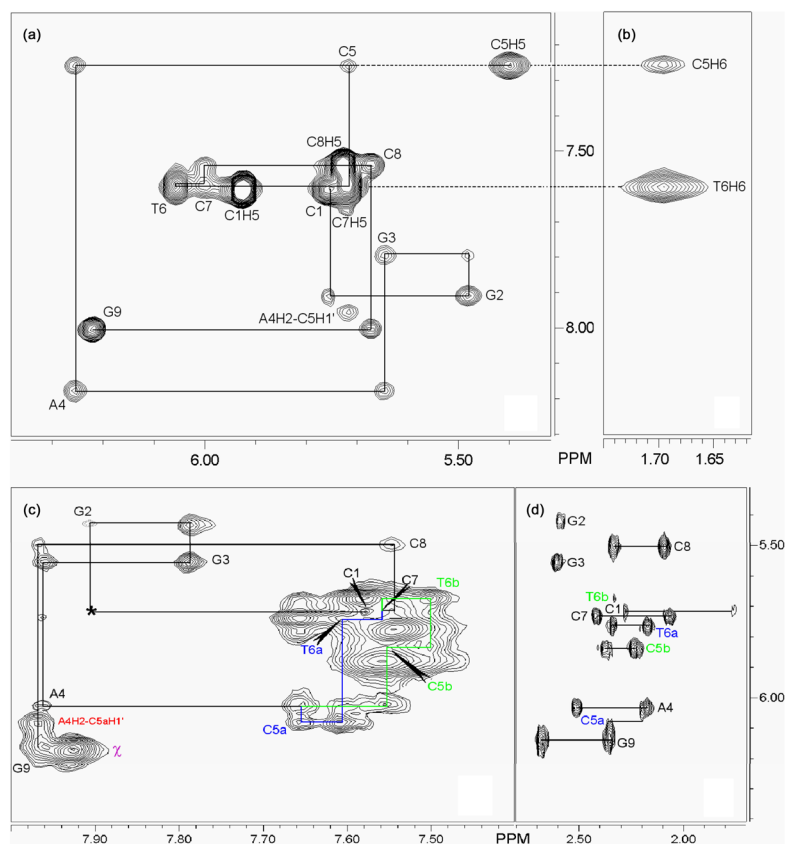 (a)
C5
C5H5
(b)
C5H6
C8H5
C8
7.50
T6
C7
C1H5
C1
C7H5
T6H6
G3
G2
G9
A4H2-C5H1'
8.00
A4
6.00
5.50
PPM
1.70
1.65
(c)
G2
(d)
G2
C8
C8
5.50
G3
G3
C1
C7
T6b
T6b
C1
C7
*
T6a
T6a
C5b
C5b
A4
A4
6.00
C5a
C5a
A4H2-C5aH1'
G9
χ
G9
7.90
7.80
7.70
7.60
7.50
PPM
2.50
2.00